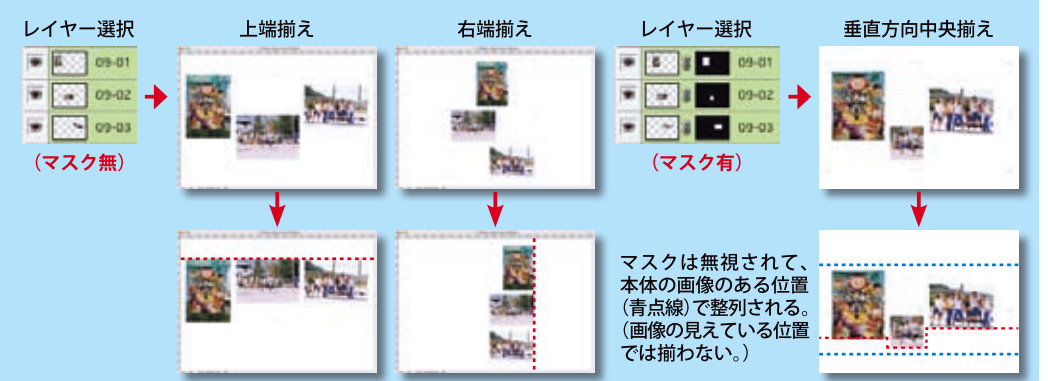 レイヤー選択
上端揃え
右端揃え
レイヤー選択
垂直方向中央揃え
09-01
09-02
09-03
09-01
09-02
09-03
(マスク無)
(マスク有)
マスクは無視されて、
本体の画像のある位置
(青点線)で整列される。
(画像の見えている位置
では揃わない。)